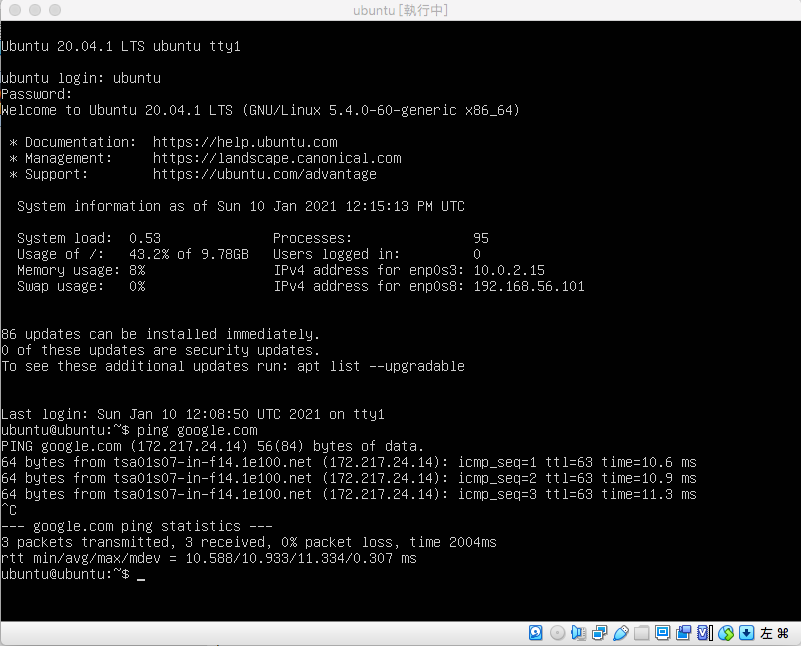 ubuntu [執行中]
Ubuntu 20.04.1 LTS ubuntu tty1
ubuntu login: ubuntu
Password:
Welcome to Ubuntu 20.04.1 LTS (GNU/Linux 5.4.0-60-generic x86_64)
* Documentation:  https://help.ubuntu.com
* Management:     https://landscape.canonical.com
* Support:        https://ubuntu.com/advantage
System information as of Sun 10 Jan 2021 12:15:13 PM UTC
System load:  0.53               Processes:               95
Usage of /:   43.2% of 9.78GB   Users logged in:         0
Memory usage: 8%                IPv4 address for enp0s3: 10.0.2.15
Swap usage:   0%                IPv4 address for enp0s8: 192.168.56.101
86 updates can be installed immediately.
0 of these updates are security updates.
To see these additional updates run: apt list --upgradable
Last login: Sun Jan 10 12:08:50 UTC 2021 on tty1
ubuntu@ubuntu:~$ ping google.com
PING google.com (172.217.24.14) 56(84) bytes of data.
64 bytes from tsa01s07-in-f14.1e100.net (172.217.24.14): icmp_seq=1 ttl=63 time=10.6 ms
64 bytes from tsa01s07-in-f14.1e100.net (172.217.24.14): icmp_seq=2 ttl=63 time=10.9 ms
64 bytes from tsa01s07-in-f14.1e100.net (172.217.24.14): icmp_seq=3 ttl=63 time=11.3 ms
^C
--- google.com ping statistics ---
3 packets transmitted, 3 received, 0% packet loss, time 2004ms
rtt min/avg/max/mdev = 10.588/10.933/11.334/0.307 ms
ubuntu@ubuntu:~$ _
左 ⌘